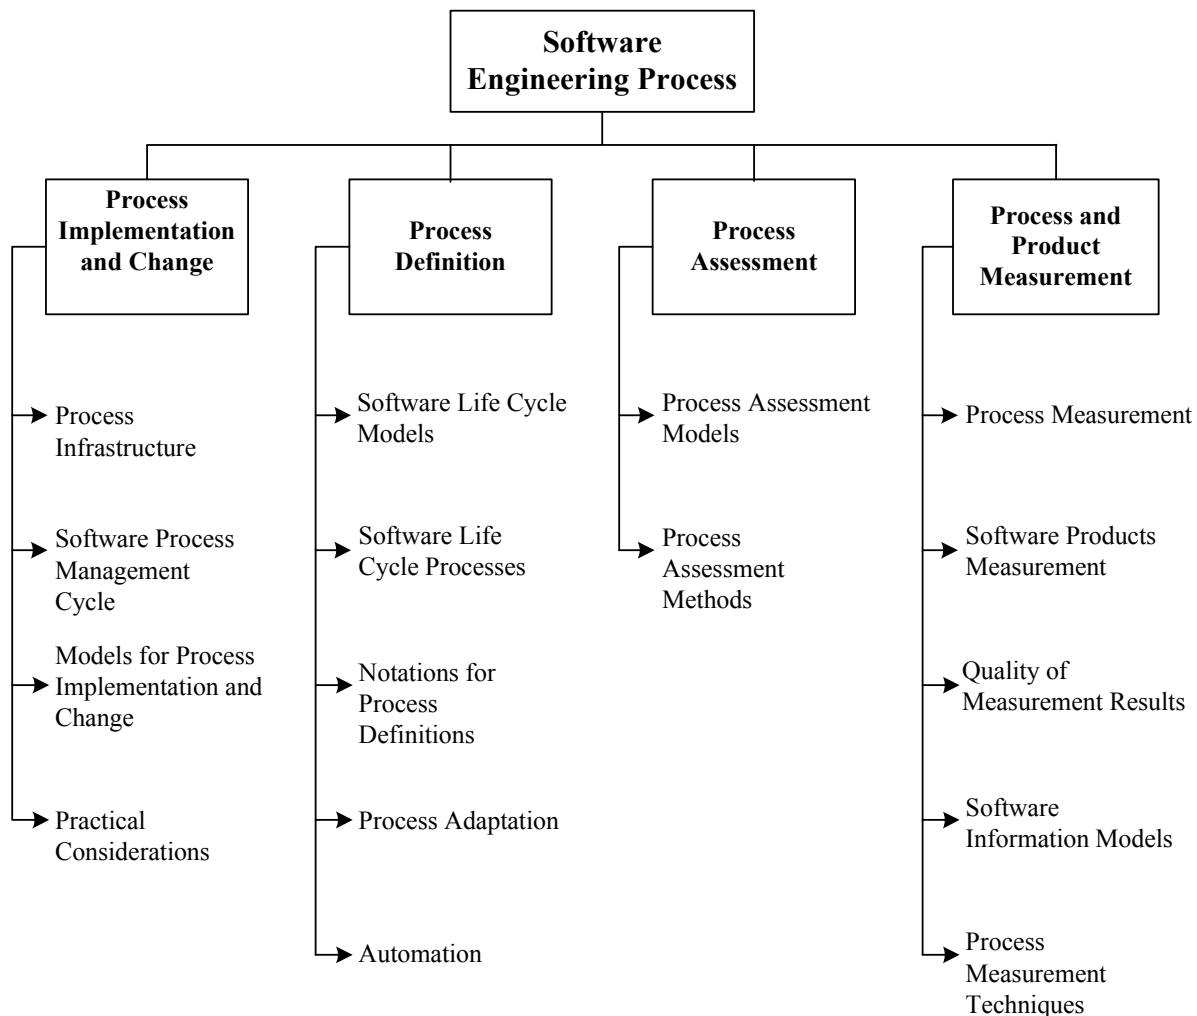 Software
Engineering Process
Process
Implementation
and Change
Process
Infrastructure
Software Process
Management
Cycle
Models for Process
Implementation and
Change
Practical
Considerations
Process
Definition
Software Life Cycle
Models
Software Life
Cycle Processes
Notations for
Process
Definitions
Process Adaptation
Automation
Process
Assessment
Process Assessment
Models
Process
Assessment
Methods
Process and
Product
Measurement
Process Measurement
Software Products
Measurement
Quality of
Measurement Results
Software
Information Models
Process
Measurement
Techniques